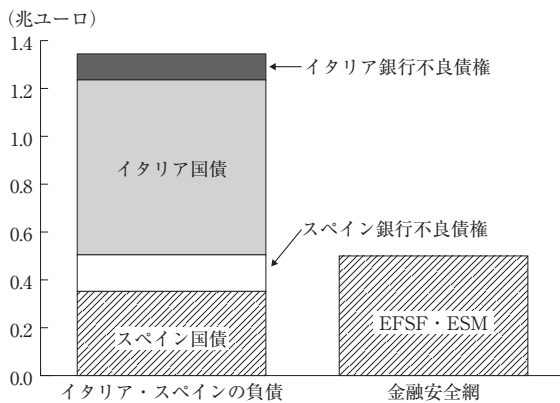 （兆ユーロ）
1.4
1.2
1.0
0.8
0.6
0.4
0.2
0.0
イタリア銀行不良債権
イタリア国債
スペイン銀行不良債権
スペイン国債
EFSF・ESM
イタリア・スペインの負債
金融安全網